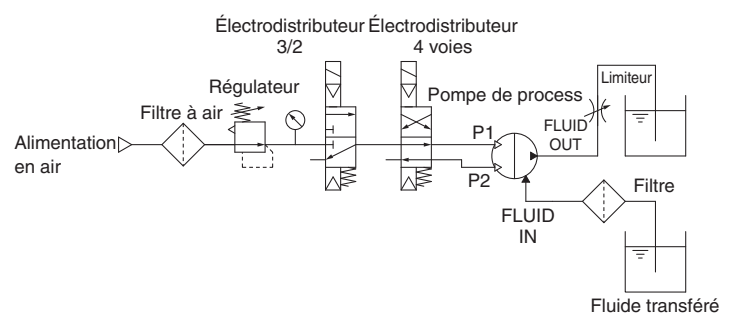 Électrodistributeur
3/2
Électrodistributeur
4 voies
Régulateur
Filtre à air
Alimentation
en air
Pompe de process
Limiteur
P1
P2
FLUID
OUT
FLUID
IN
Filtre
Fluide transféré